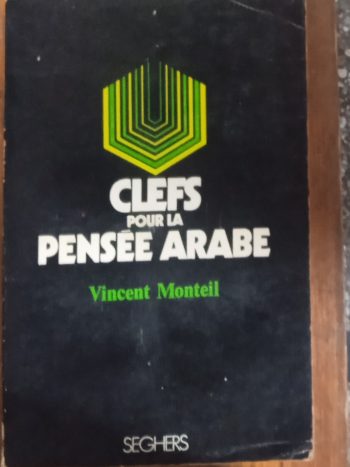 CLEFS
POUR LA
PENSÉE ARABE
Vincent Monteil
SEGHERS